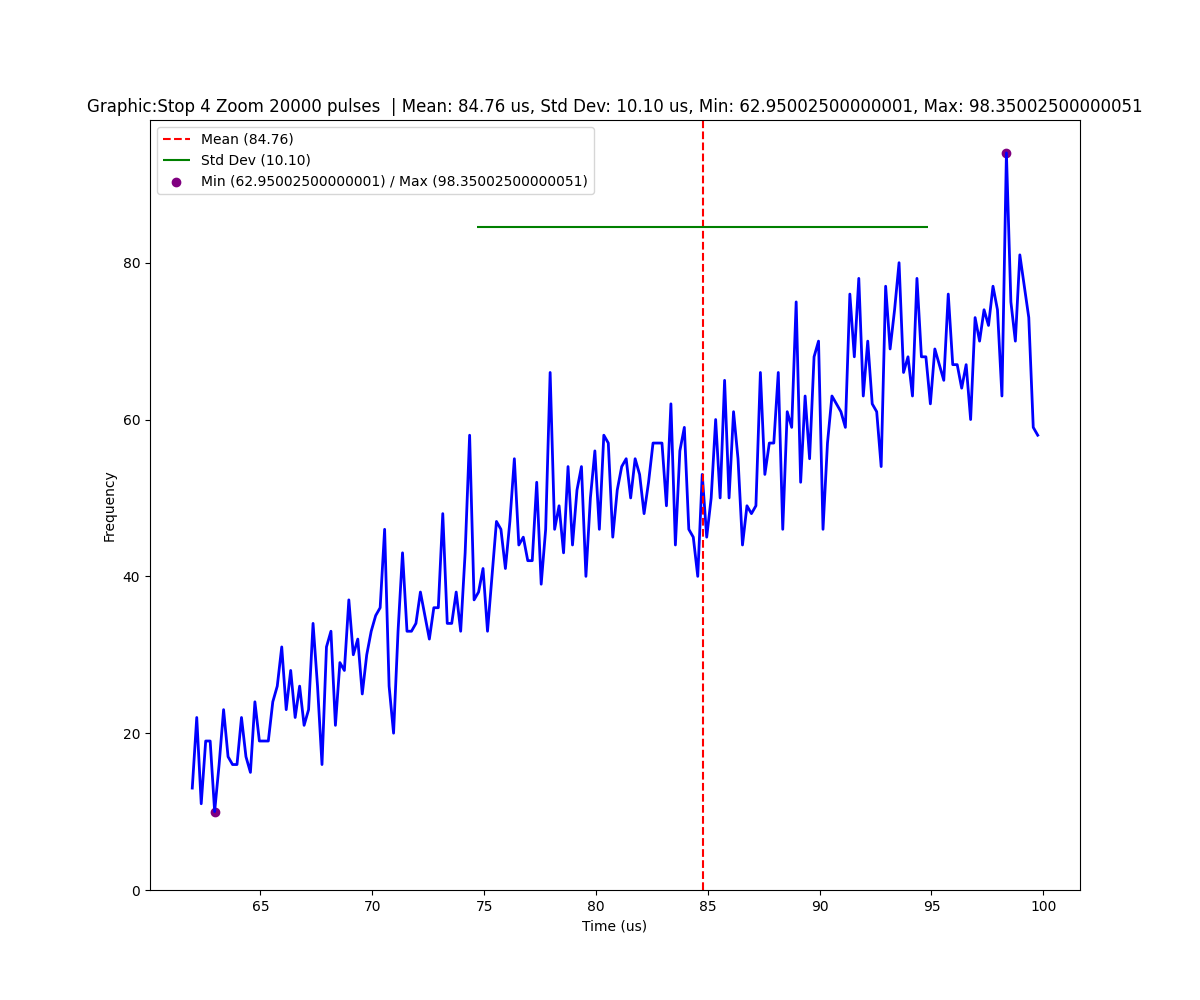 Graphic:Stop 4 Zoom 20000 pulses  | Mean: 84.76 us, Std Dev: 10.10 us, Min: 62.95002500000001, Max: 98.35002500000051
Mean (84.76)
Std Dev (10.10)
Min (62.95002500000001) / Max (98.35002500000051)
Frequency
80
60
40
20
0
65 70 75 80 85 90 95 100
Time (us)